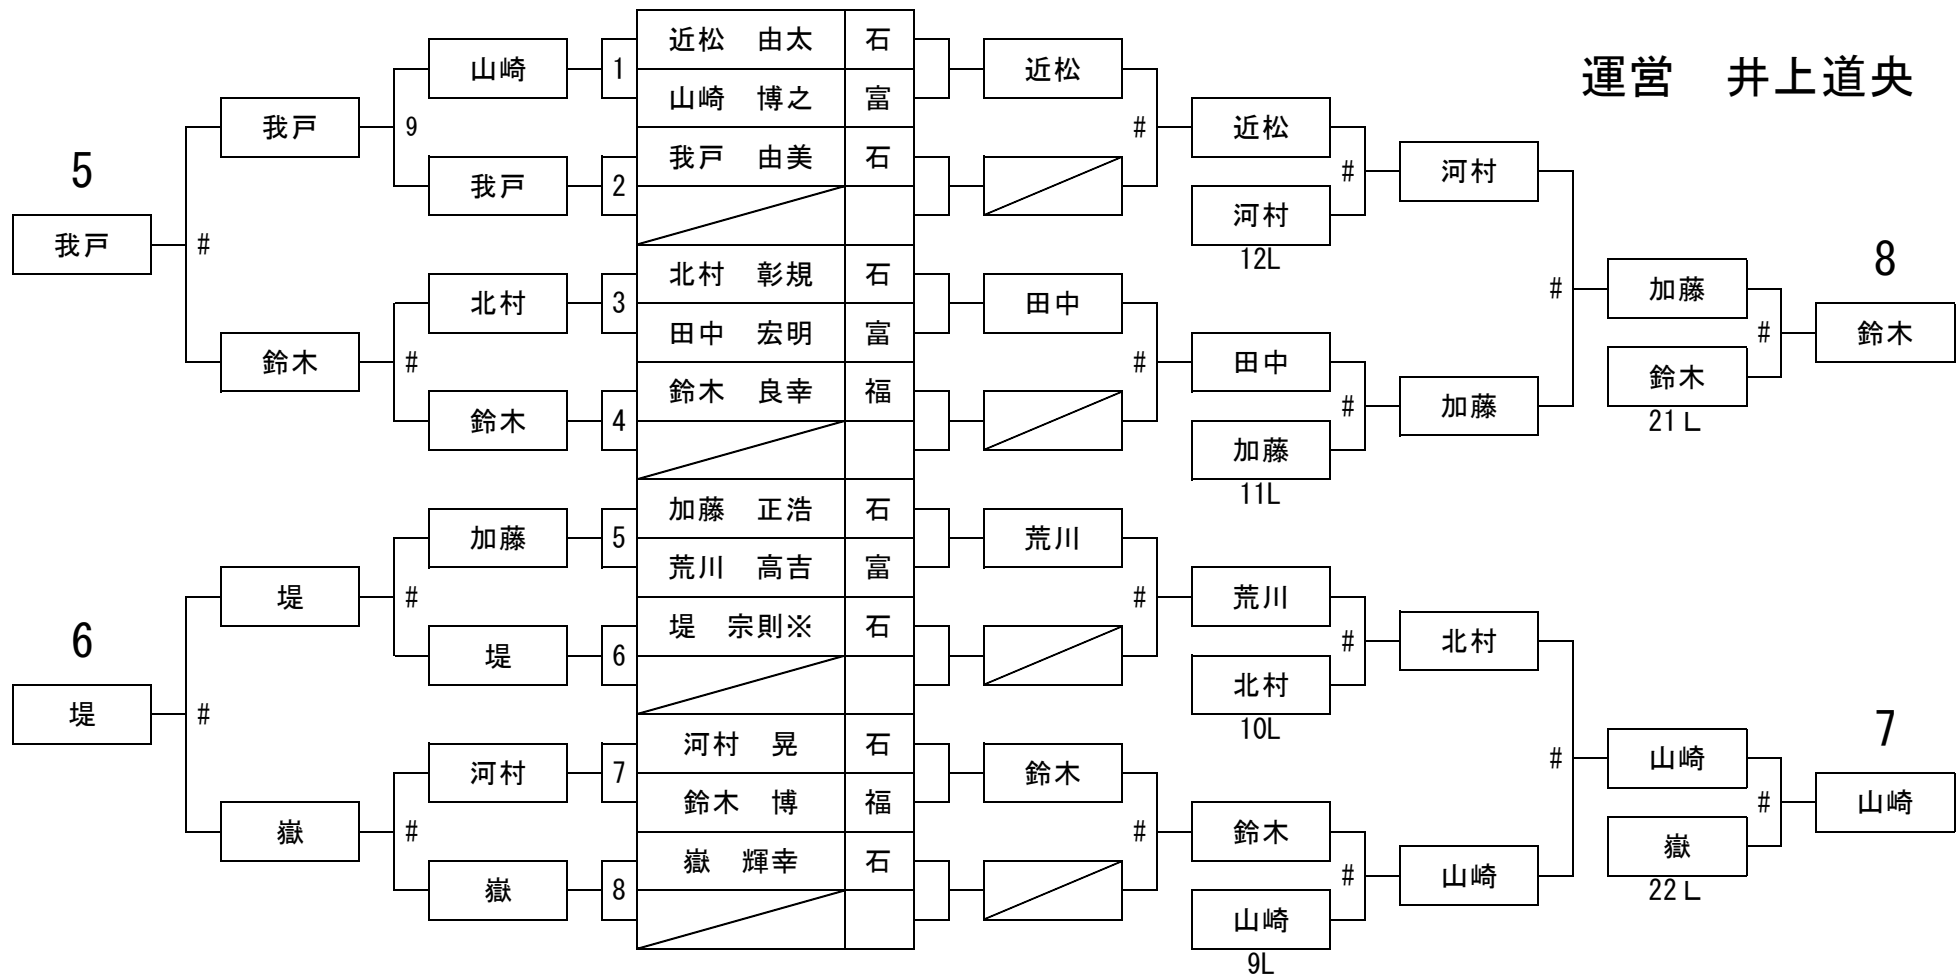 運営　井上道央
近松　由太 石
山崎 1 近松
山崎　博之 富
我戸 9 # 近松
我戸　由美 石
5 我戸 2 # 河村
河村
我戸 # 12L 8
北村　彰規 石
北村 3 田中 # 加藤
田中　宏明 富 # 鈴木
鈴木 # # 田中
鈴木　良幸 福 鈴木
鈴木 4 # 加藤 21L
加藤
11L
加藤　正浩 石
加藤 5 荒川
荒川　高吉 富
堤 # # 荒川
堤　宗則※ 石
6 堤 6 # 北村
北村
堤 # 10L 7
河村　晃 石
河村 7 鈴木 # 山崎
鈴木　博 福 # 山崎
嶽 # # 鈴木
嶽　輝幸 石 嶽
嶽 8 # 山崎 22L
山崎
9L